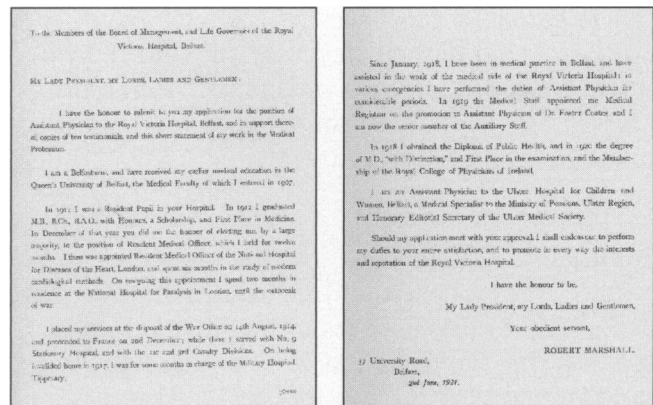 To the Members of the Board of Management, and Life Governors of the Royal
Victoria Hospital, Belfast.
MY LADY PRESIDENT, MY LORDS, LADIES AND GENTLEMEN:
I have the honour to submit to you my application for the position of
Assistant Physician to the Royal Victoria Hospital, Belfast, and in support there-
of, copies of ten testimonials, and this short statement of my work in the Medical
Profession.
I am a Belfastman, and have received my earlier medical education in the
Queen's University of Belfast, the Medical Faculty of which I entered in 1907.
In 1911 I was a Resident Pupil in your Hospital. In 1912 I graduated
M.B., B.Ch., B.A.O., with Honours, a Scholarship, and First Place in Medicine.
In December of that year you did me the honour of electing me, by a large
majority, to the position of Resident Medical Officer, which I held for twelve
months. I then was appointed Resident Medical Officer of the National Hospital
for Diseases of the Heart, London, and spent six months in the study of modern
cardiological methods. On resigning this appointment I spent two months in
residence at the National Hospital for Paralysis in London, until the outbreak
of war.
I placed my services at the disposal of the War Office on 14th August, 1914,
and proceeded to France on 2nd December; while there I served with No. 9
Stationary Hospital, and with the 1st and 3rd Cavalry Divisions. On being
invalided home in 1917, I was for some months in charge of the Military Hospital,
Tipperary.
Since January, 1918, I have been in medical practice in Belfast, and have
assisted in the work of the medical side of the Royal Victoria Hospital: in
various emergencies I have performed the duties of Assistant Physician for
considerable periods. In 1919 the Medical Staff appointed me Medical
Registrar on the promotion to Assistant Physician of Dr. Foster Coates and I
am now the senior member of the Auxiliary Staff.
In 1918 I obtained the Diploma of Public Health, and in 1920 the degree
of M.D., "with Distinction," and First Place in the examination, and the Member-
ship of the Royal College of Physicians of Ireland.
I am an Assistant Physician to the Ulster Hospital for Children and
Women, Belfast, a Medical Specialist to the Ministry of Pensions, Ulster Region,
and Honorary Editorial Secretary of the Ulster Medical Society.
Should my application meet with your approval I shall endeavour to perform
my duties to your entire satisfaction, and to promote in every way the interests
and reputation of the Royal Victoria Hospital.
I have the honour to be,
My Lady President, my Lords, Ladies and Gentlemen,
Your obedient servant,
ROBERT MARSHALL.
University Road,
Belfast,
2nd June, 1921.